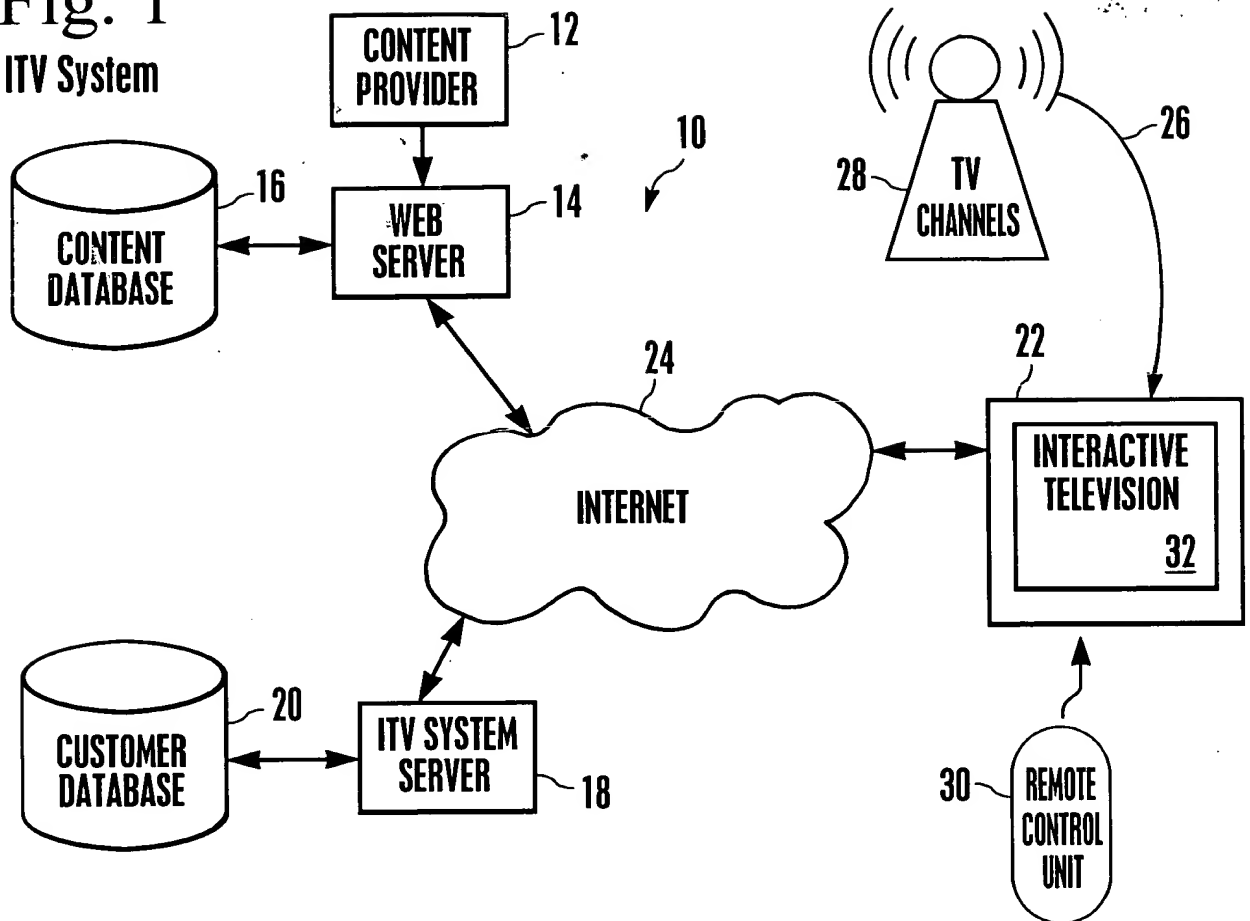 Fig. 1
ITV System
CONTENT
PROVIDER
12
10
26
16
CONTENT
DATABASE
14
WEB
SERVER
28
TV
CHANNELS
24
22
INTERNET
INTERACTIVE
TELEVISION
32
20
CUSTOMER
DATABASE
ITV SYSTEM
SERVER
18
30
REMOTE
CONTROL
UNIT